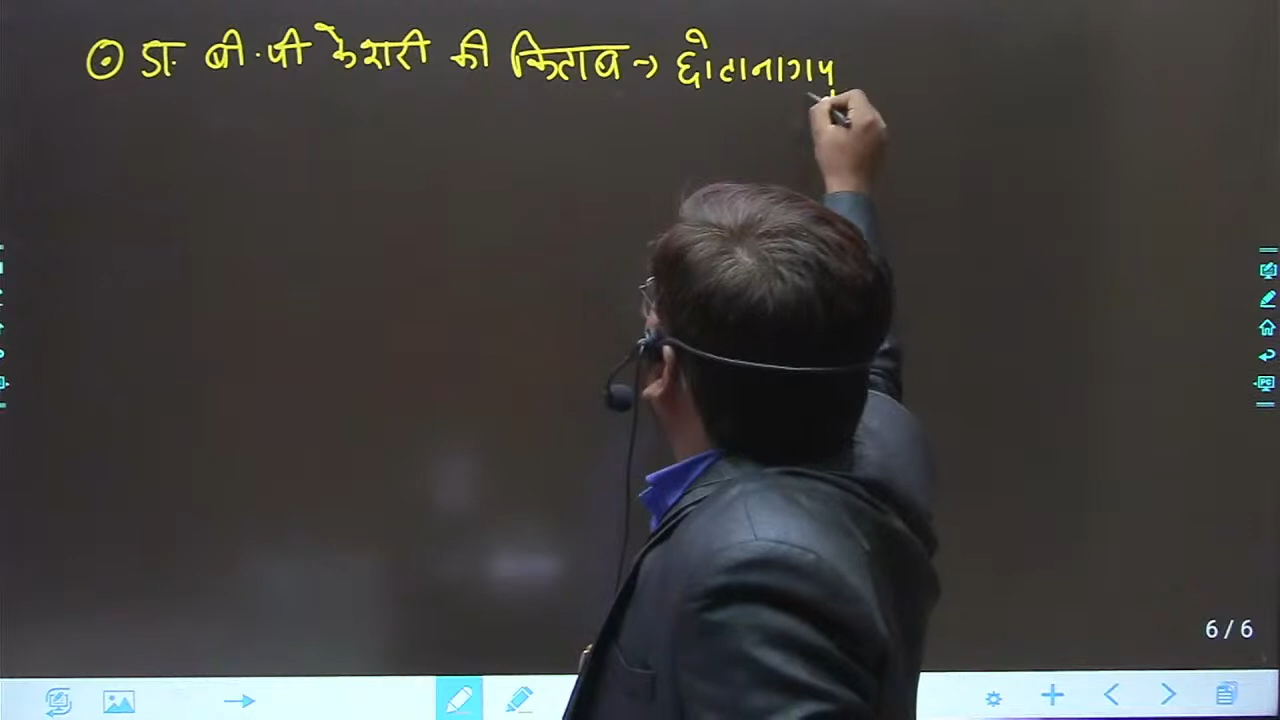 डा. बी.पी केशरी की किताब → छोटानागपु
6 / 6